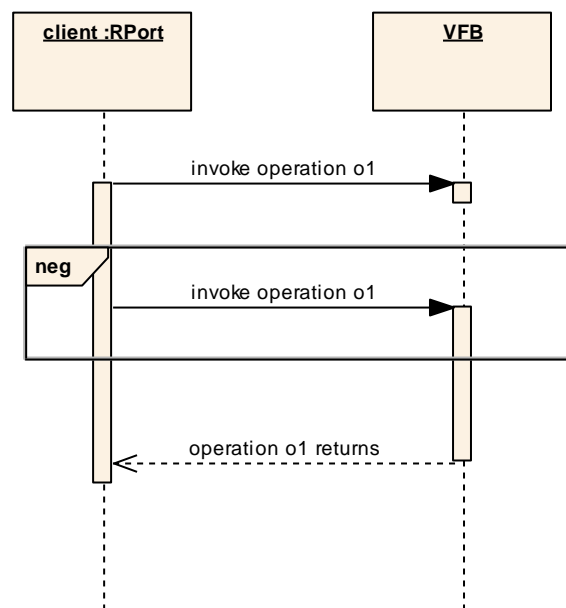 client :RPort
VFB
invoke operation o1
neg
invoke operation o1
operation o1 returns